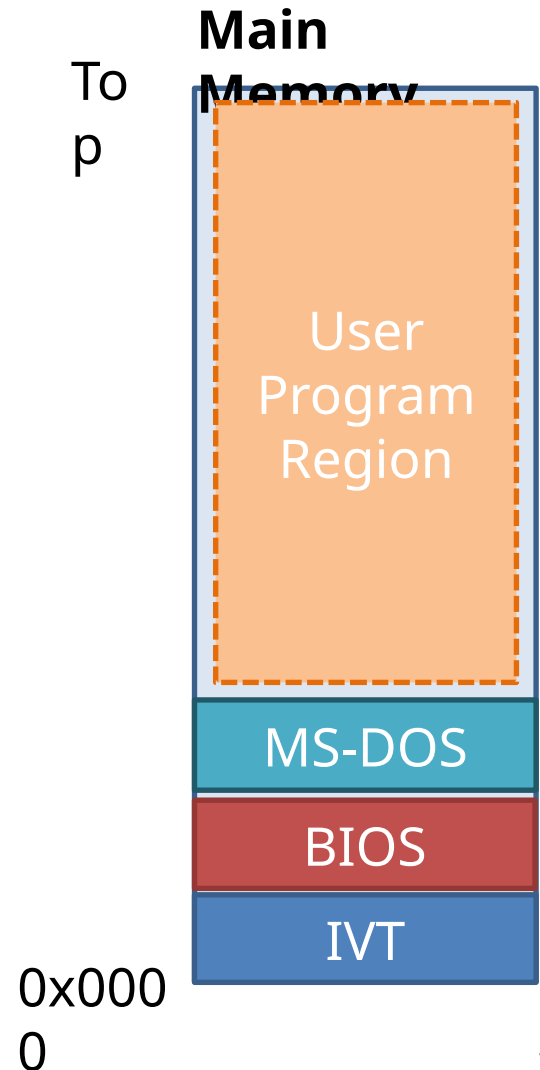 Main
Memory
To
p
User
Program
Region
MS-DOS
BIOS
IVT
0x000
0